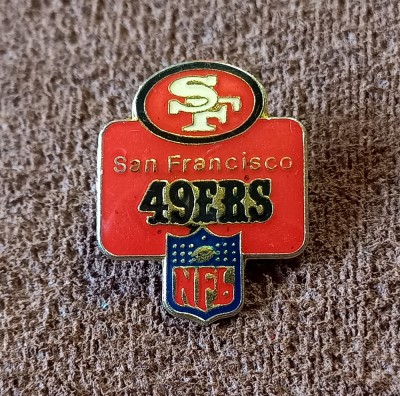 SF
San Francisco
49ERS
NFL